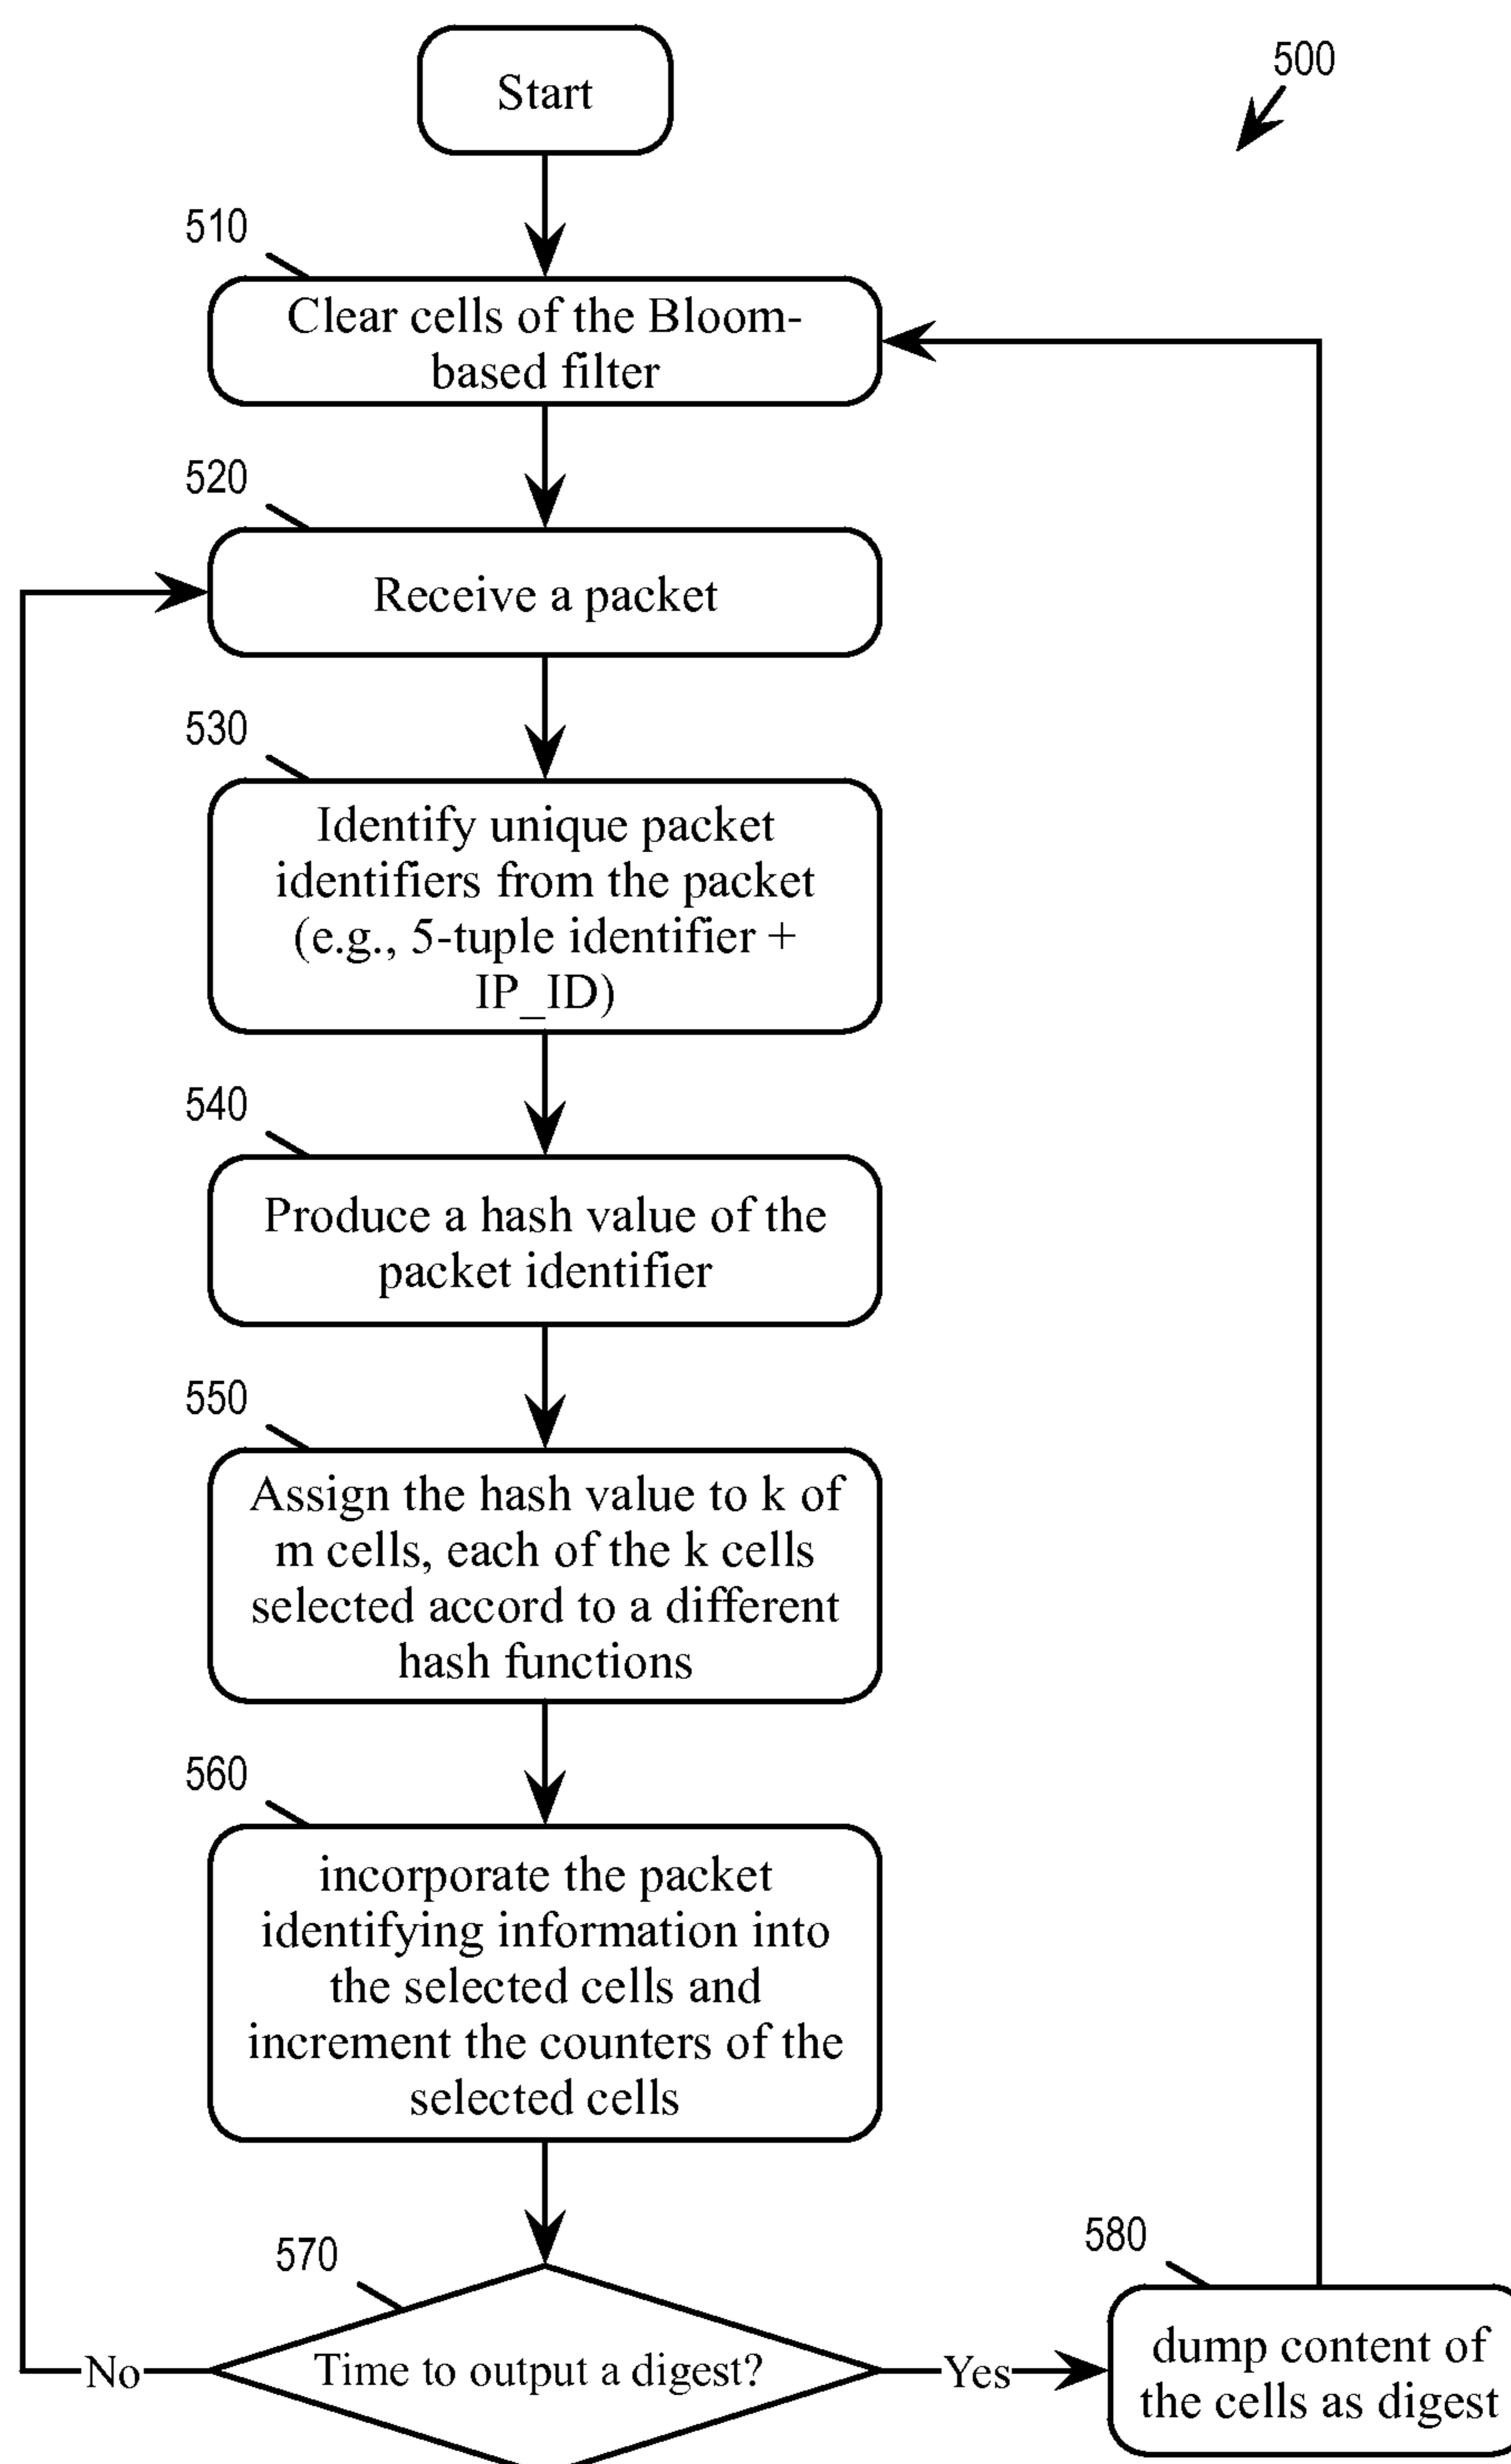 Start
500
510
Clear cells of the Bloom-
based filter
520
Receive a packet
530
Identify unique packet
identifiers from the packet
(e.g., 5-tuple identifier +
IP_ID)
540
Produce a hash value of the
packet identifier
550
Assign the hash value to k of
m cells, each of the k cells
selected accord to a different
hash functions
560
incorporate the packet
identifying information into
the selected cells and
increment the counters of the
selected cells
570
Time to output a digest?
No
Yes
580
dump content of
the cells as digest